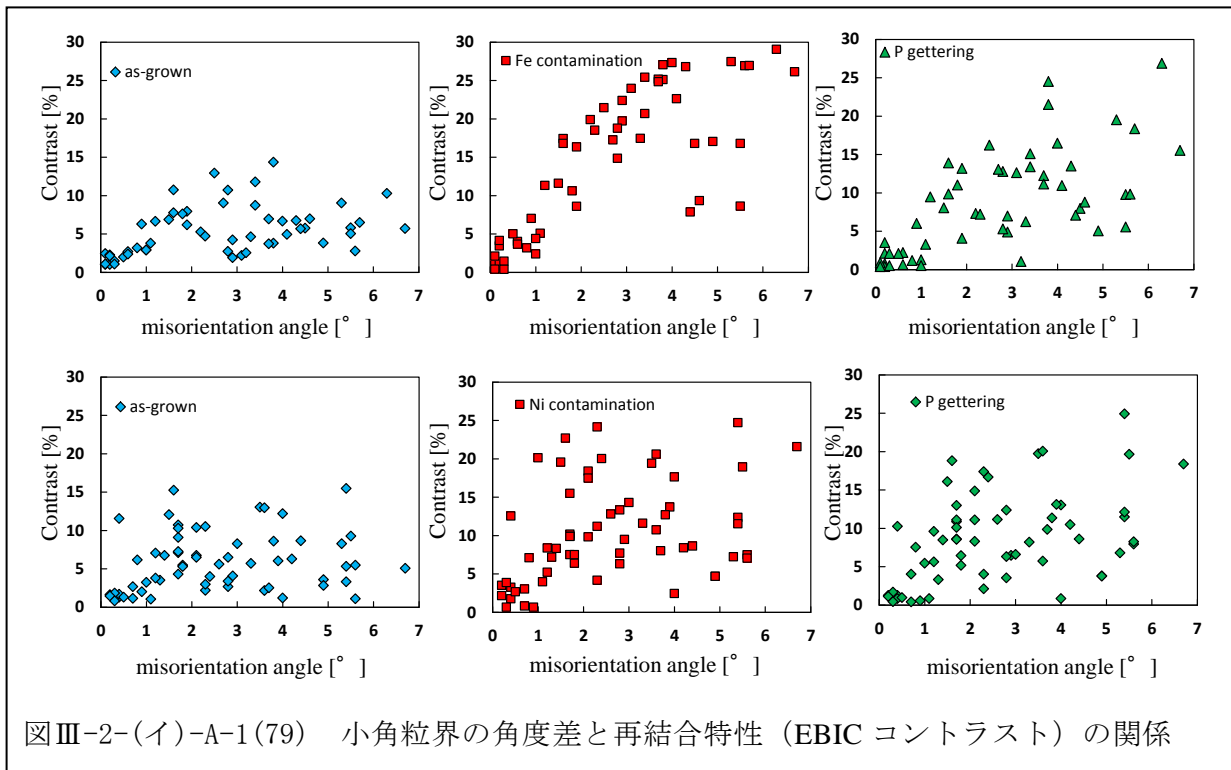 as-grown
Contrast [%]
30
25
20
15
10
5
0
0 1 2 3 4 5 6 7
misorientation angle [° ]
Fe contamination
Contrast [%]
30
25
20
15
10
5
0
0 1 2 3 4 5 6 7
misorientation angle [° ]
P gettering
Contrast [%]
30
25
20
15
10
5
0
0 1 2 3 4 5 6 7
misorientation angle [° ]
as-grown
Contrast [%]
30
25
20
15
10
5
0
0 1 2 3 4 5 6 7
misorientation angle [° ]
Ni contamination
Contrast [%]
30
25
20
15
10
5
0
0 1 2 3 4 5 6 7
misorientation angle [° ]
P gettering
Contrast [%]
30
25
20
15
10
5
0
0 1 2 3 4 5 6 7
misorientation angle [° ]
図Ⅲ-2-(イ)-A-1(79) 小角粒界の角度差と再結合特性（EBIC コントラスト）の関係